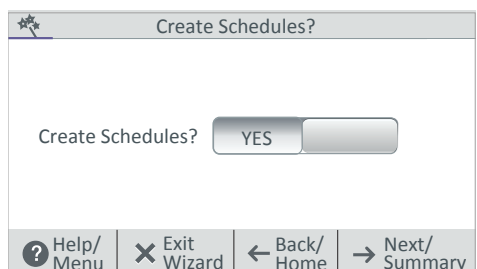 Create Schedules?
Create Schedules? YES
? Help/
Menu
Exit
Wizard
Back/
Home
Next/
Summary